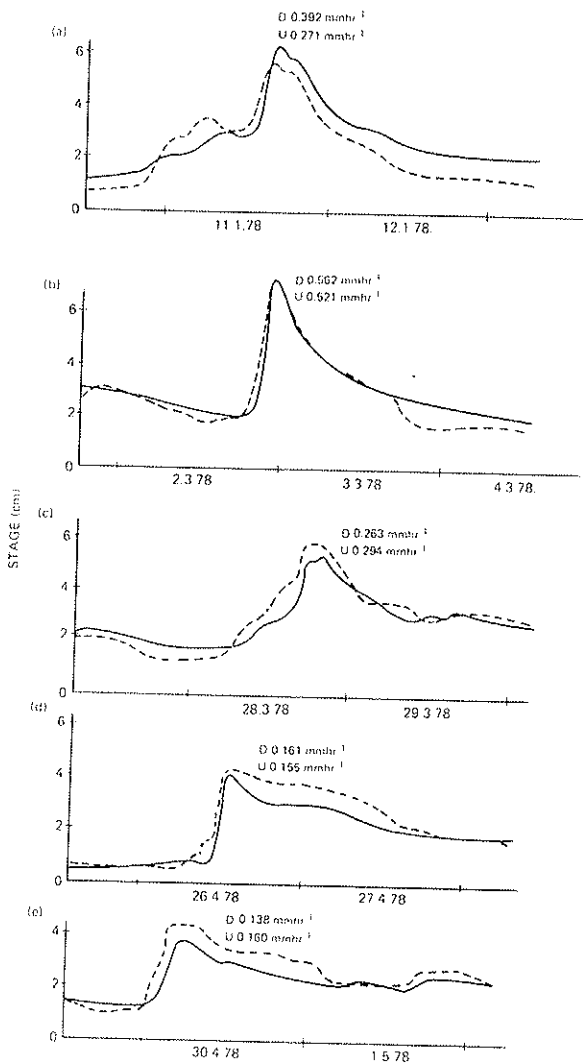 D 0.392 mmhr⁻¹
U 0.271 mmhr⁻¹
(a)
6
4
2
0
11 1.78
12.1 78.
D 0.562 mmhr⁻¹
U 0.621 mmhr⁻¹
(b)
6
4
2
0
2.3 78
3 3 78
4 3 78.
STAGE (cm)
D 0.263 mmhr⁻¹
U 0.294 mmhr⁻¹
(c)
6
4
2
0
28.3 78
29 3 78
D 0.161 mmhr⁻¹
U 0.155 mmhr⁻¹
(d)
6
4
2
0
26 4 78
27 4 78
D 0.138 mmhr⁻¹
U 0.160 mmhr⁻¹
(e)
4
2
0
30 4 78
1 5 78